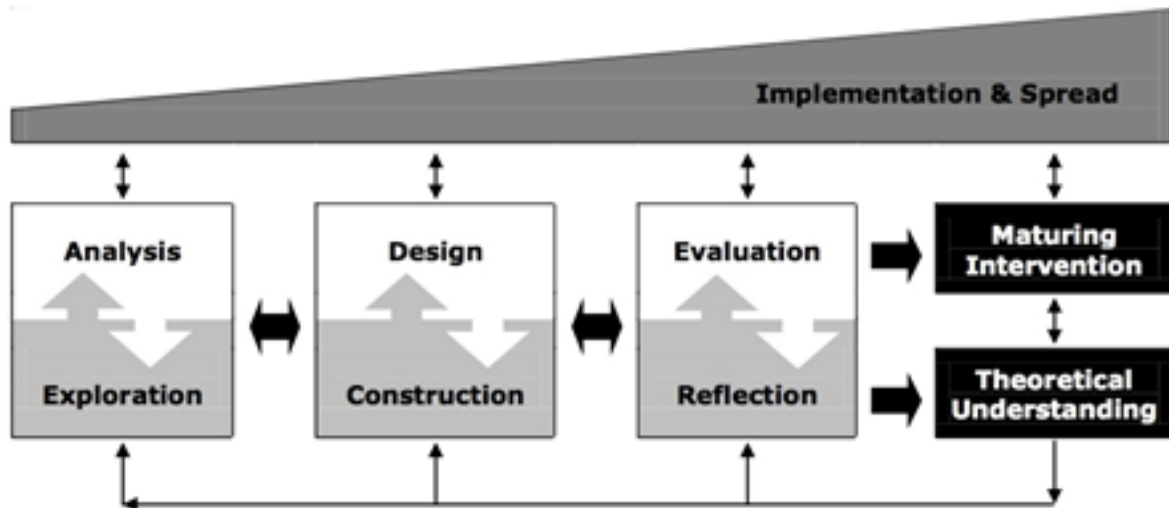 Implementation & Spread
Analysis
Exploration
Design
Construction
Evaluation
Reflection
Maturing
Intervention
Theoretical
Understanding